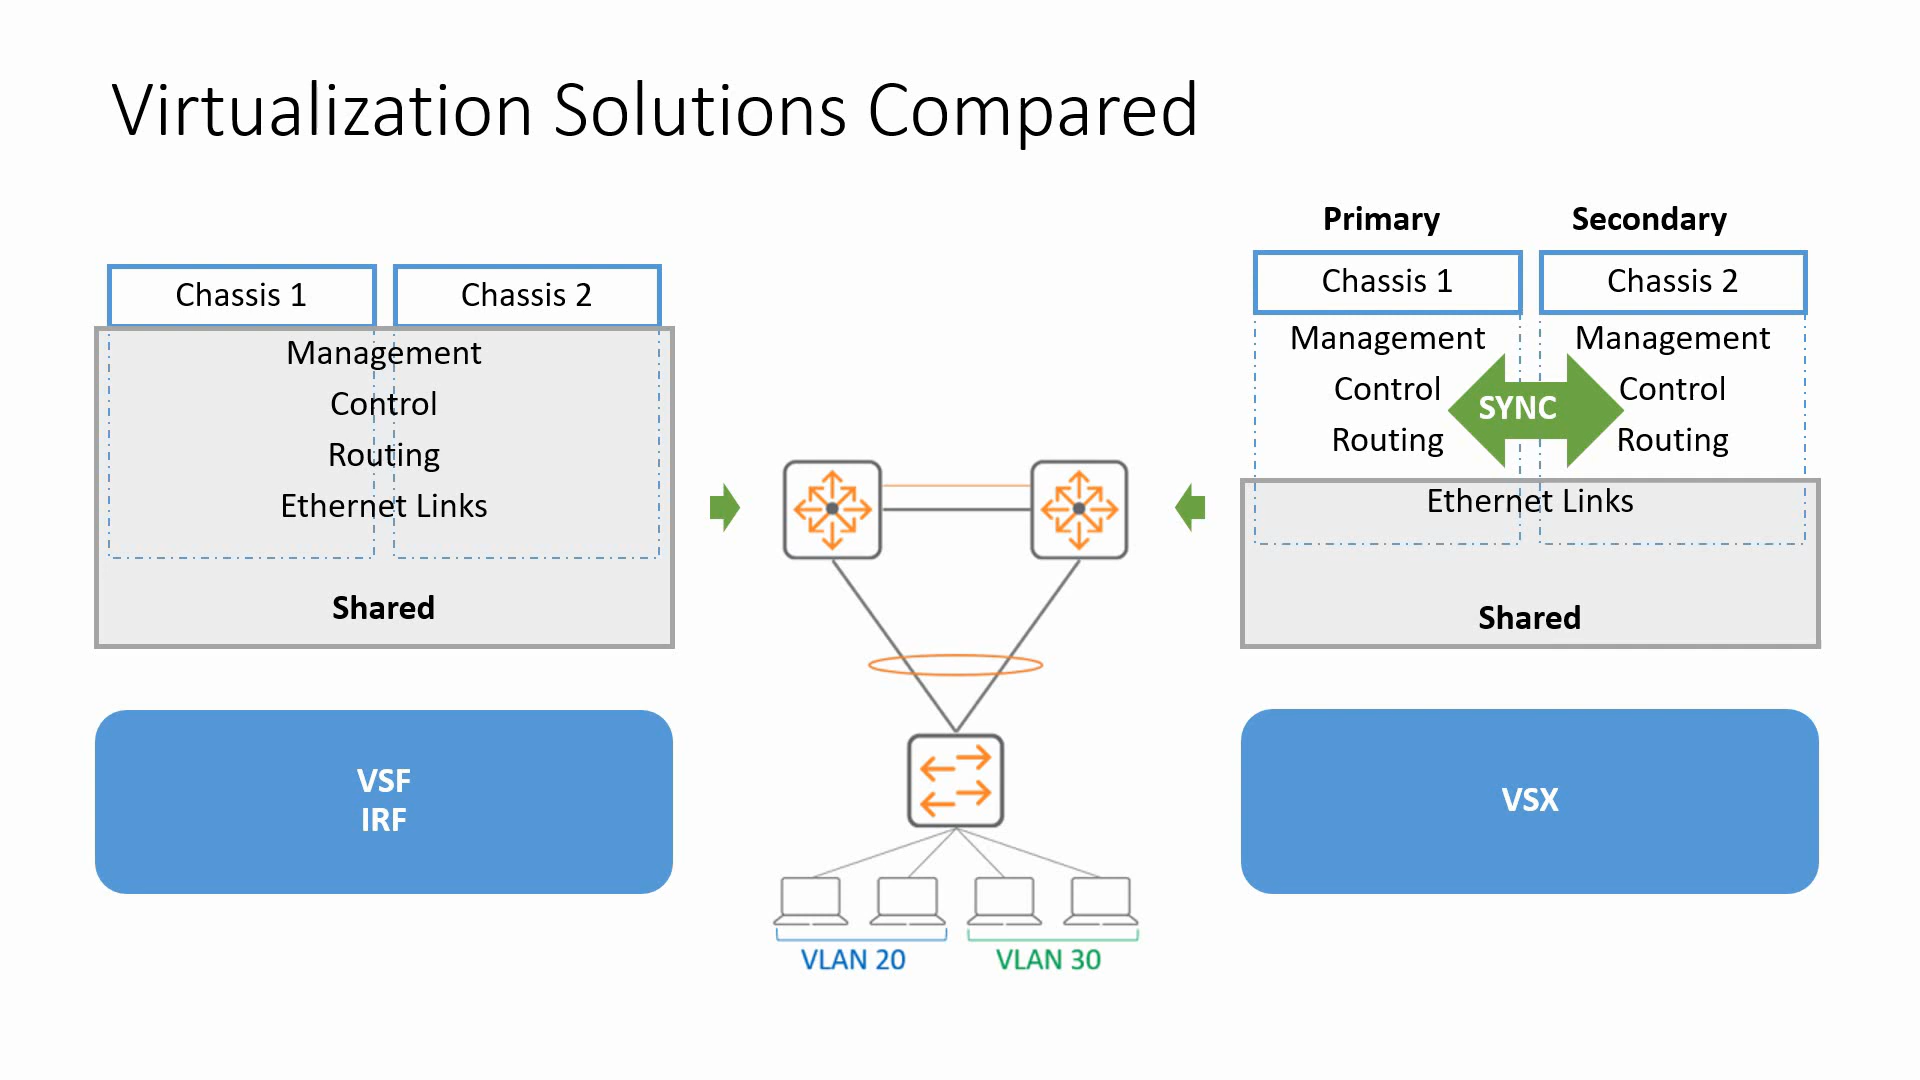 Virtualization Solutions Compared
Chassis 1
Chassis 2
Management
Control
Routing
Ethernet Links
Shared
VSF
IRF
VLAN 20
VLAN 30
Primary
Secondary
Chassis 1
Chassis 2
Management
Management
Control
SYNC
Control
Routing
Routing
Ethernet Links
Shared
VSX